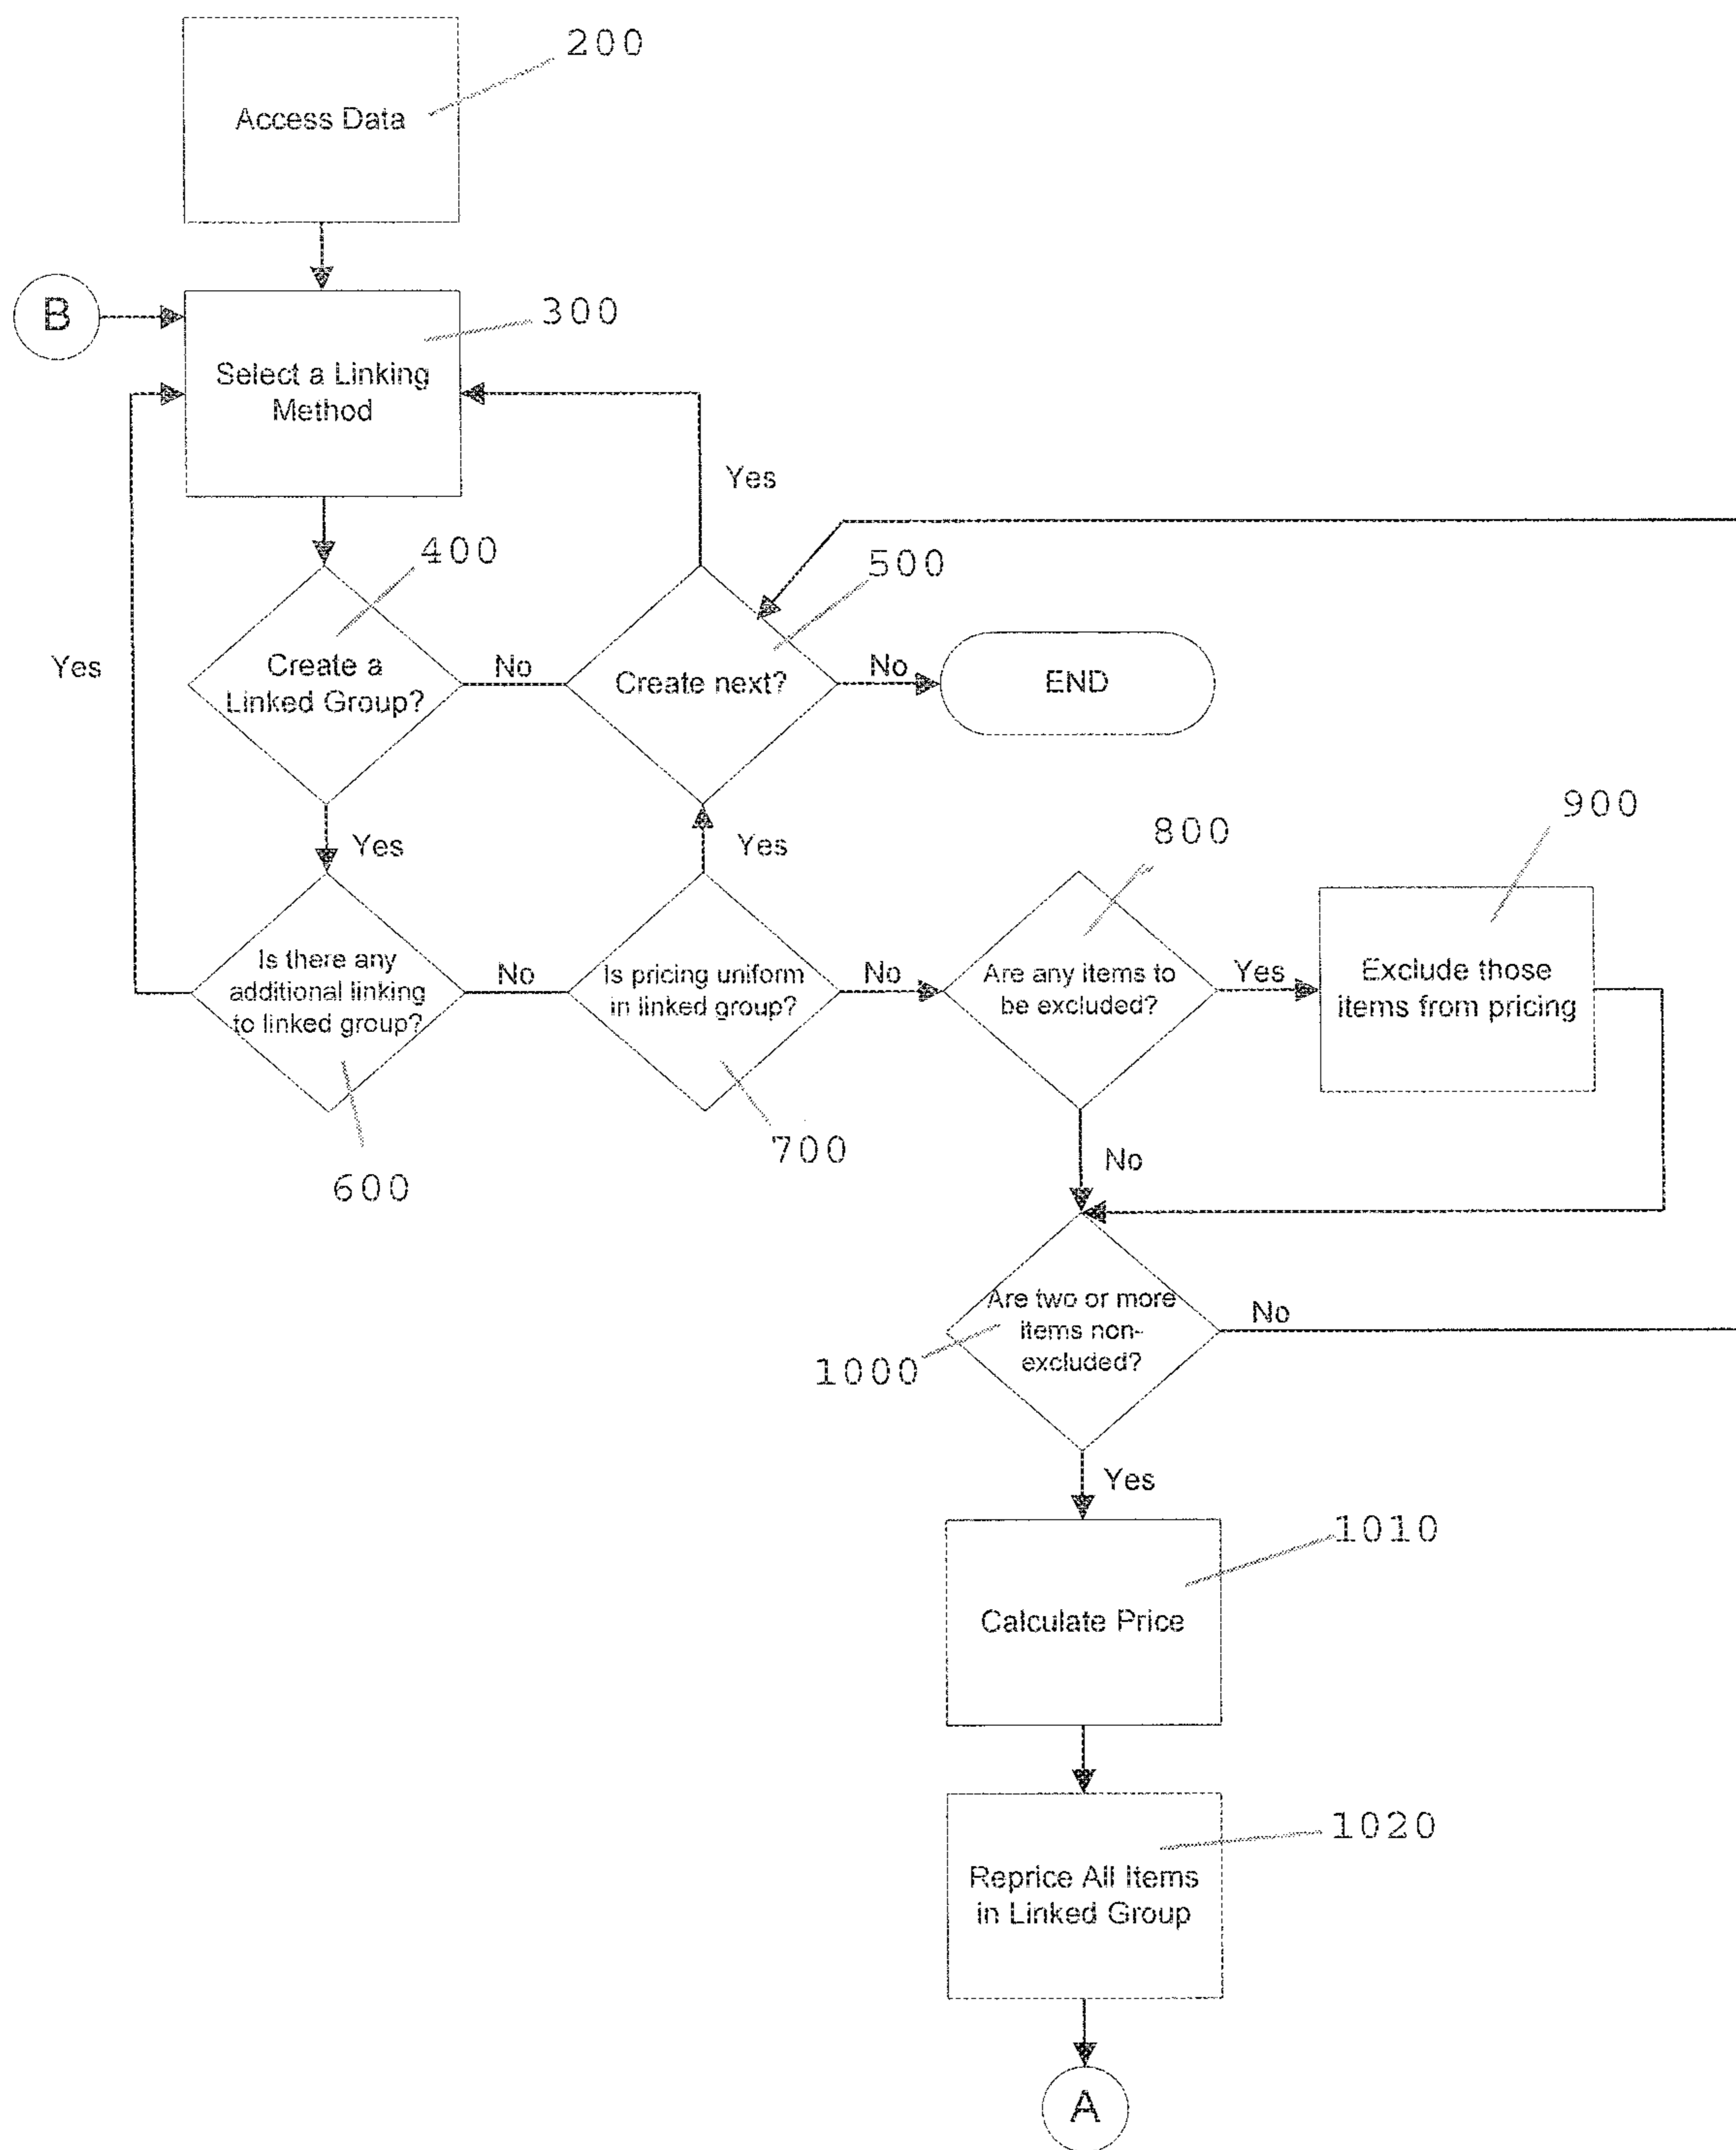 200
Access Data
B
300
Select a Linking
Method
Yes
400
500
Yes
Create a
Linked Group?
No
Create next?
No
END
Yes
Yes
800
900
Is there any
additional linking
to linked group?
No
Is pricing uniform
in linked group?
No
Are any items to
be excluded?
Yes
Exclude those
items from pricing
600
700
No
Are two or more
items non-
excluded?
No
1000
Yes
1010
Calculate Price
1020
Reprice All Items
in Linked Group
A